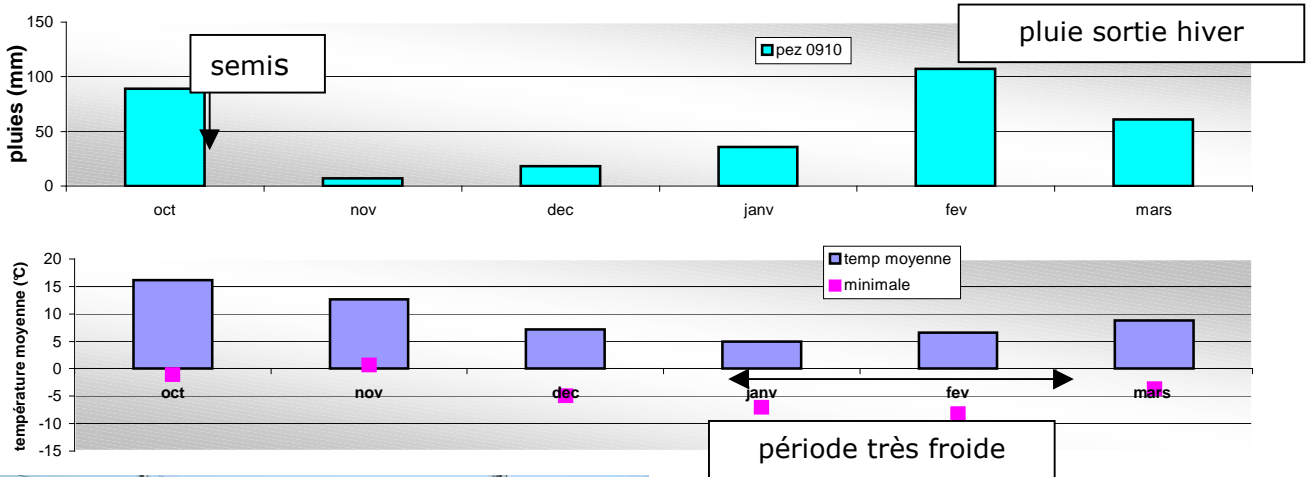 pluie sortie hiver
pez 0910
semis
pluies (mm)
150
100
50
0
oct nov dec janv fev mars
temp moyenne
minimale
température moyenne (°C)
20
15
10
5
0
-5
-10
-15
oct nov dec janv fev mars
période très froide